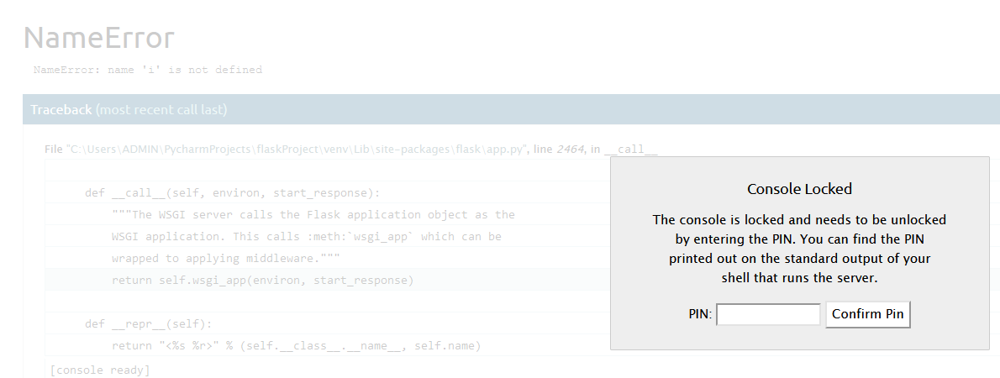 NameError
NameError: name 'i' is not defined
Traceback (most recent call last)
File "C:\Users\ADMIN\PycharmProjects\flaskProject\venv\Lib\site-packages\flask\app.py", line 2464, in __call__
def __call__(self, environ, start_response):
"""The WSGI server calls the Flask application object as the
WSGI application. This calls :meth:`wsgi_app` which can be
wrapped to applying middleware."""
return self.wsgi_app(environ, start_response)
def __repr__(self):
return "<%s %r>" % (self.__class__.__name__, self.name)
[console ready]
Console Locked
The console is locked and needs to be unlocked
by entering the PIN. You can find the PIN
printed out on the standard output of your
shell that runs the server.
PIN: Confirm Pin